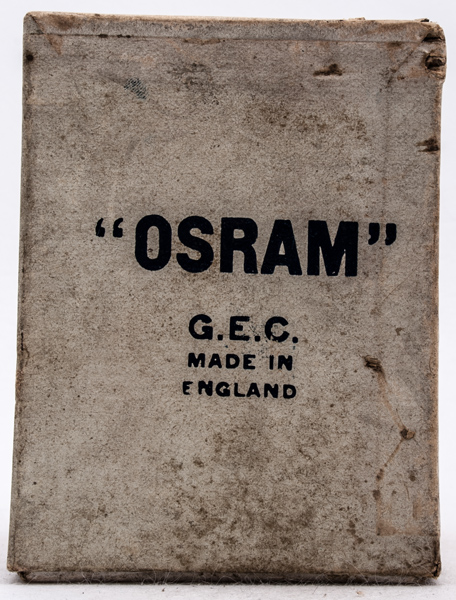 “OSRAM”
G.E.C.
MADE IN
ENGLAND